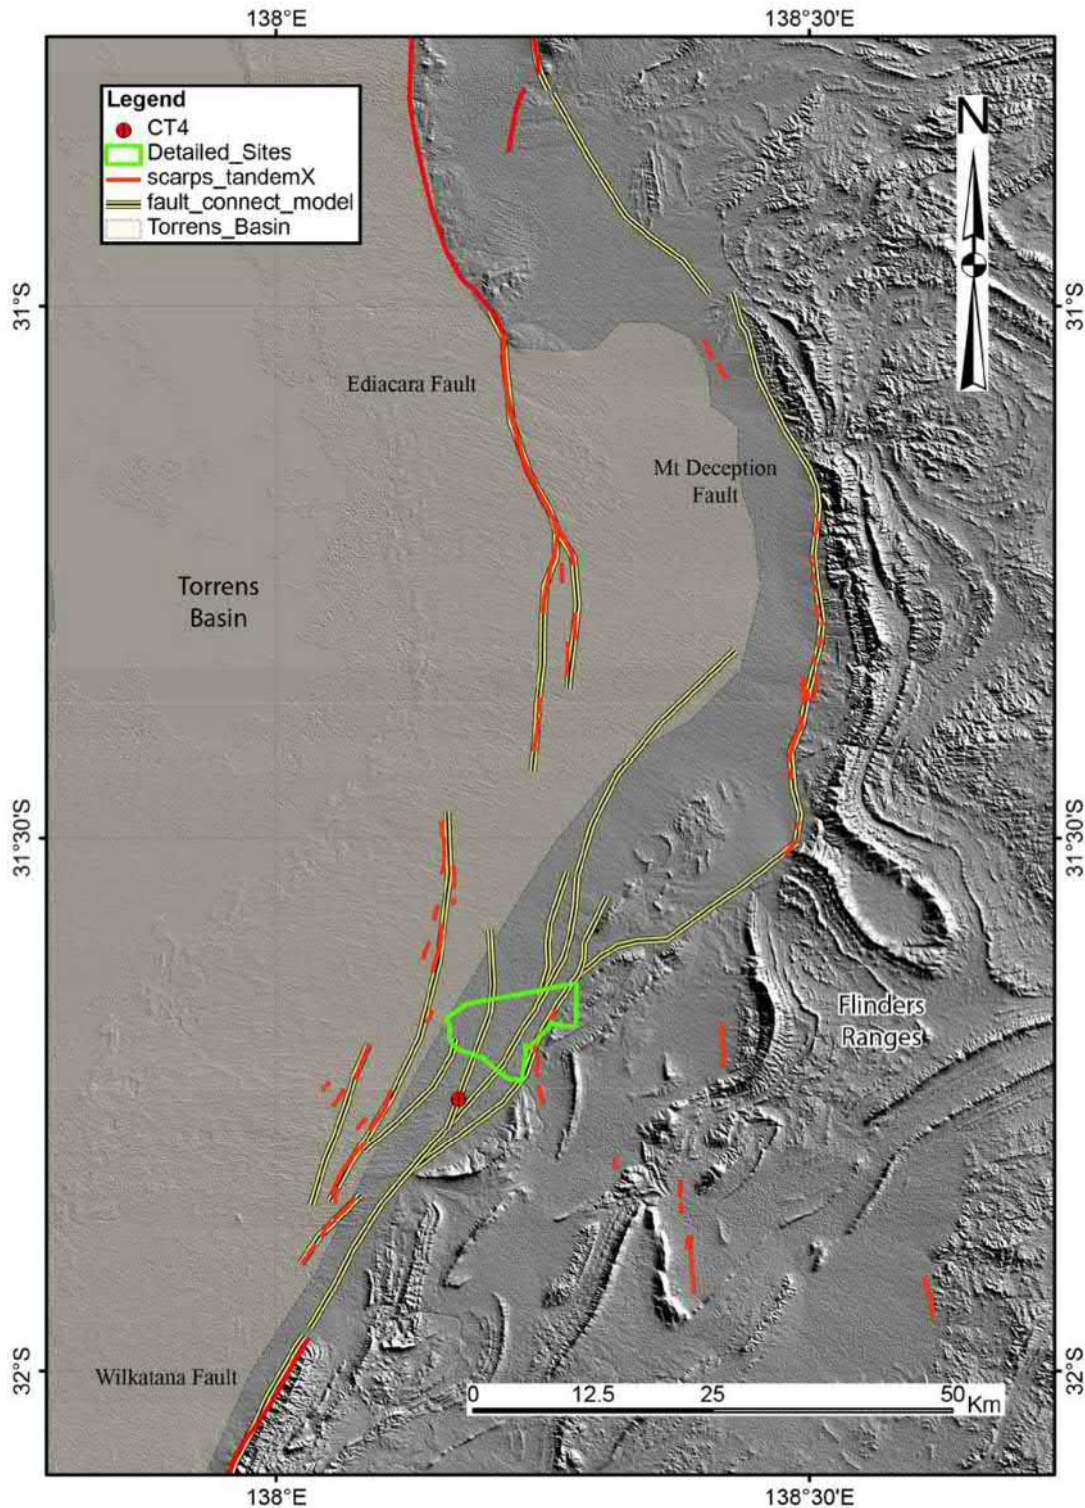 138°E
138°30'E
Legend
CT4
Detailed_Sites
scarps_tandemX
fault_connect_model
Torrens_Basin
N
31°S
31°S
Ediacara Fault
Mt Deception
Fault
Torrens
Basin
31°30'S
31°30'S
Flinders
Ranges
Wilkatana Fault
32°S
32°S
0 12.5 25 50
Km
138°E
138°30'E